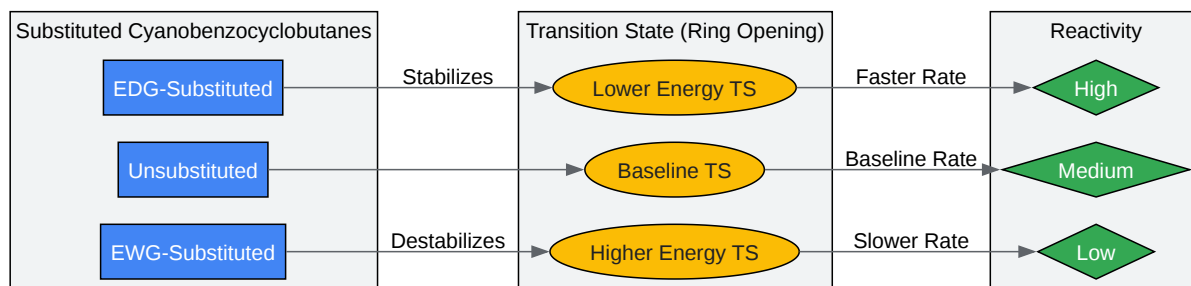 Substituted Cyanobenzocyclobutanes
Transition State (Ring Opening)
Reactivity
EDG-Substituted
Stabilizes
Lower Energy TS
Faster Rate
High
Unsubstituted
Baseline TS
Baseline Rate
Medium
EWG-Substituted
Destabilizes
Higher Energy TS
Slower Rate
Low